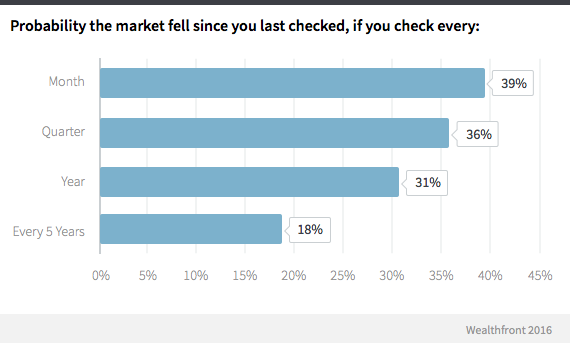 Probability the market fell since you last checked, if you check every:
Month
39%
Quarter
36%
Year
31%
Every 5 Years
18%
0% 5% 10% 15% 20% 25% 30% 35% 40% 45%
Wealthfront 2016